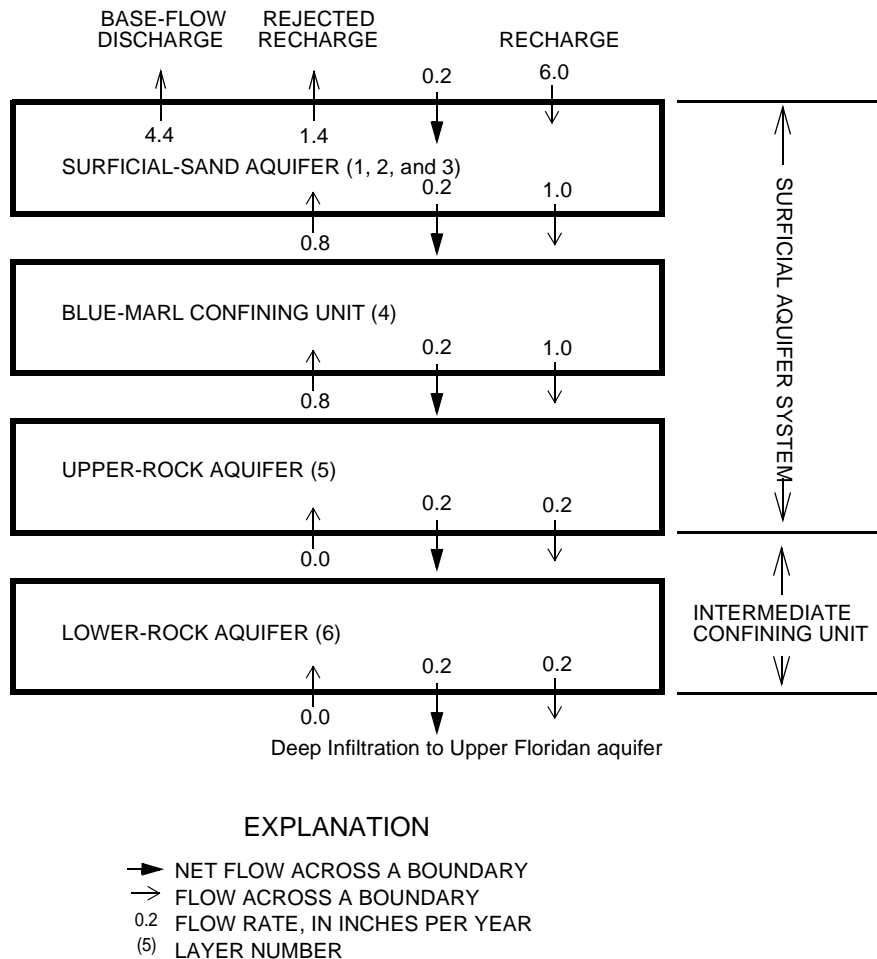 BASE-FLOW
DISCHARGE
REJECTED
RECHARGE
RECHARGE
0.2
6.0
4.4
1.4
SURFICIAL-SAND AQUIFER (1, 2, and 3)
0.2
1.0
0.8
BLUE-MARL CONFINING UNIT (4)
0.2
1.0
0.8
UPPER-ROCK AQUIFER (5)
0.2
0.2
0.0
LOWER-ROCK AQUIFER (6)
0.2
0.2
0.0
Deep Infiltration to Upper Floridan aquifer
SURFICIAL AQUIFER SYSTEM
INTERMEDIATE
CONFINING UNIT
EXPLANATION
NET FLOW ACROSS A BOUNDARY
FLOW ACROSS A BOUNDARY
0.2 FLOW RATE, IN INCHES PER YEAR
(5) LAYER NUMBER